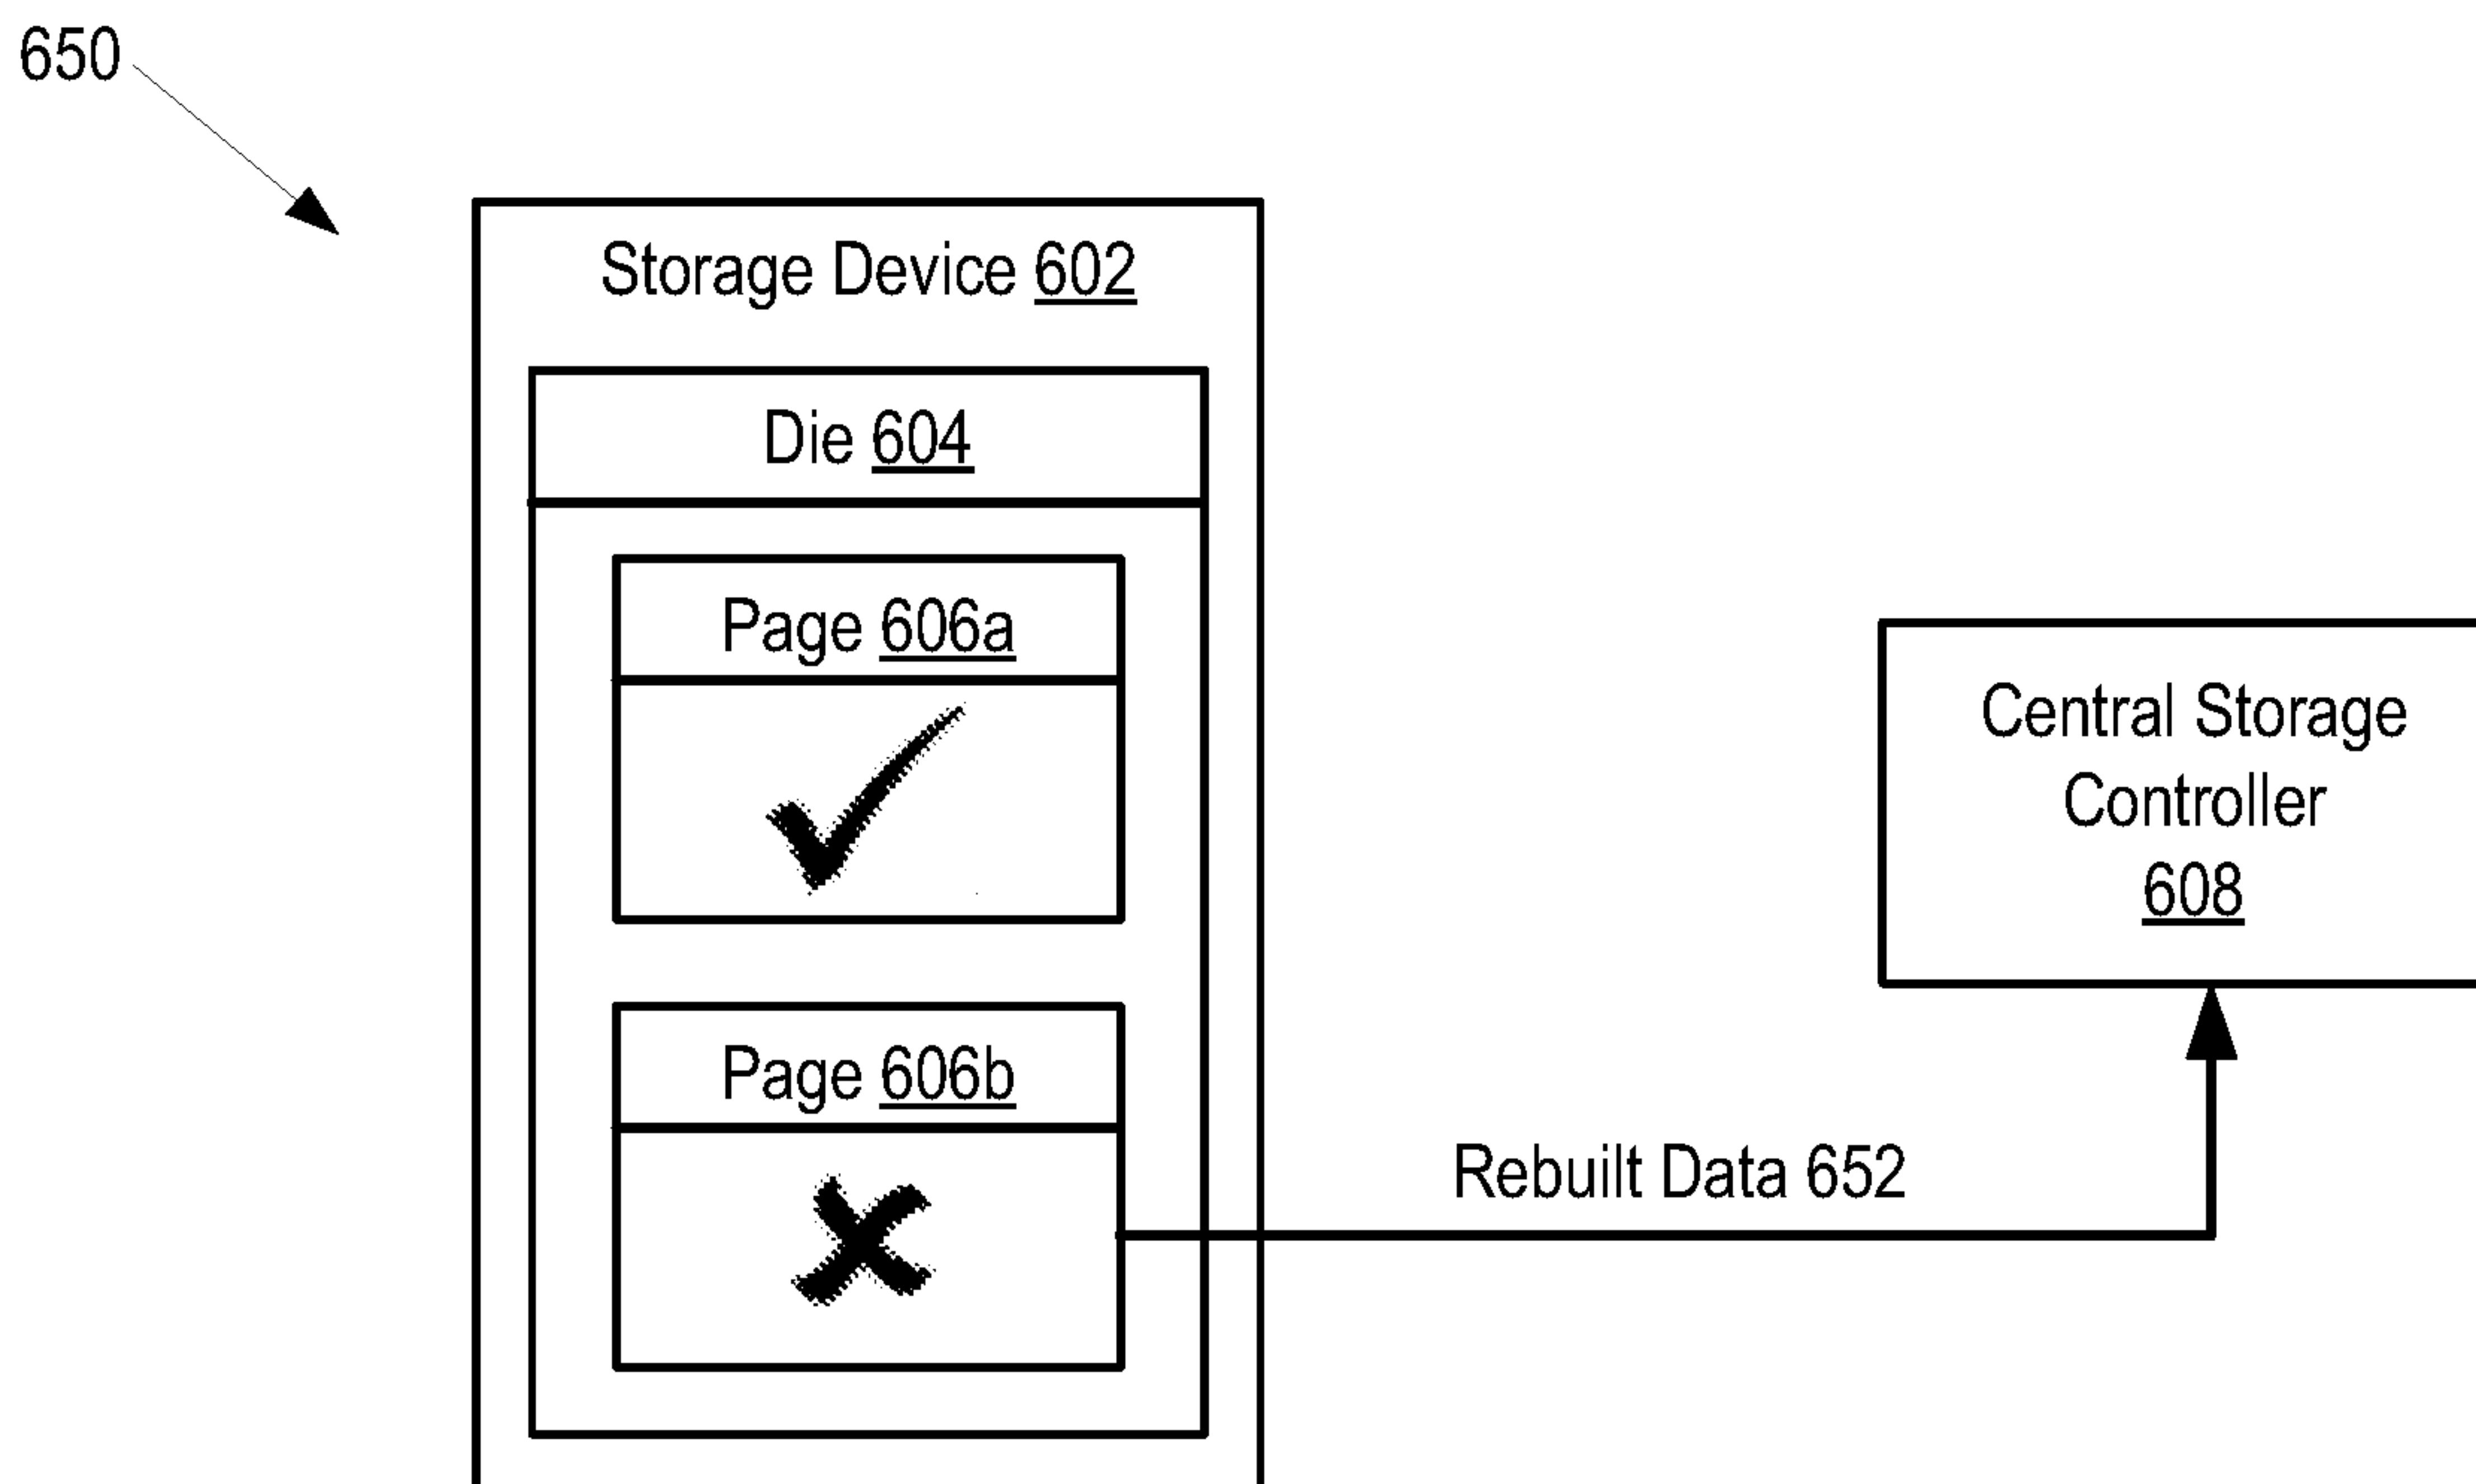 650
Storage Device 602
Die 604
Page 606a
Central Storage
Controller
608
Page 606b
Rebuilt Data 652